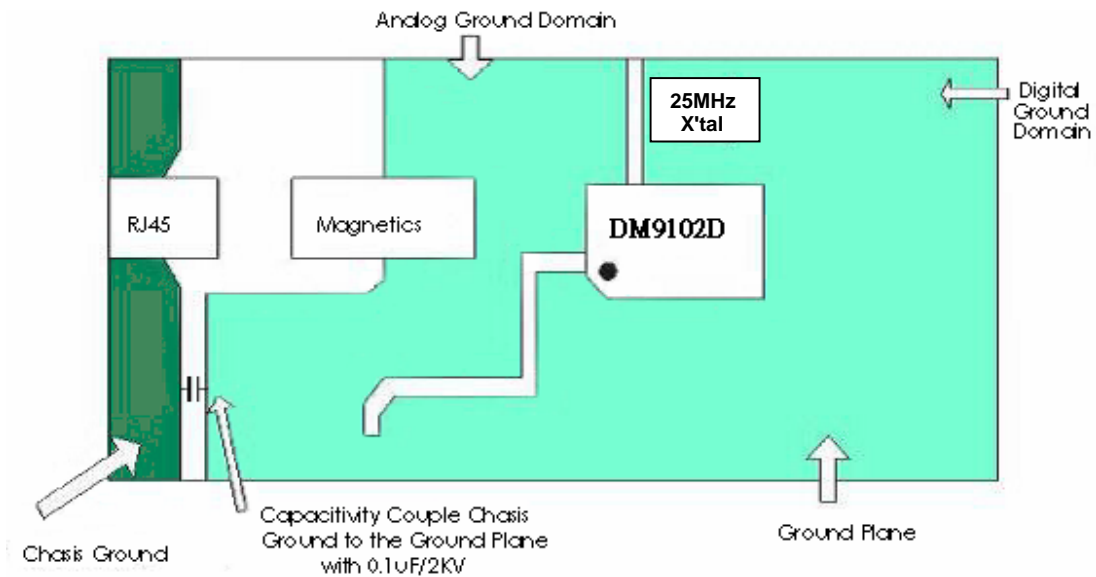 Analog Ground Domain
25MHz
X'tal
Digital
Ground
Domain
RJ45
Magnetics
DM9102D
Capacitivity Couple Chasis
Ground to the Ground Plane
with 0.1uF/2KV
Ground Plane
Chasis Ground